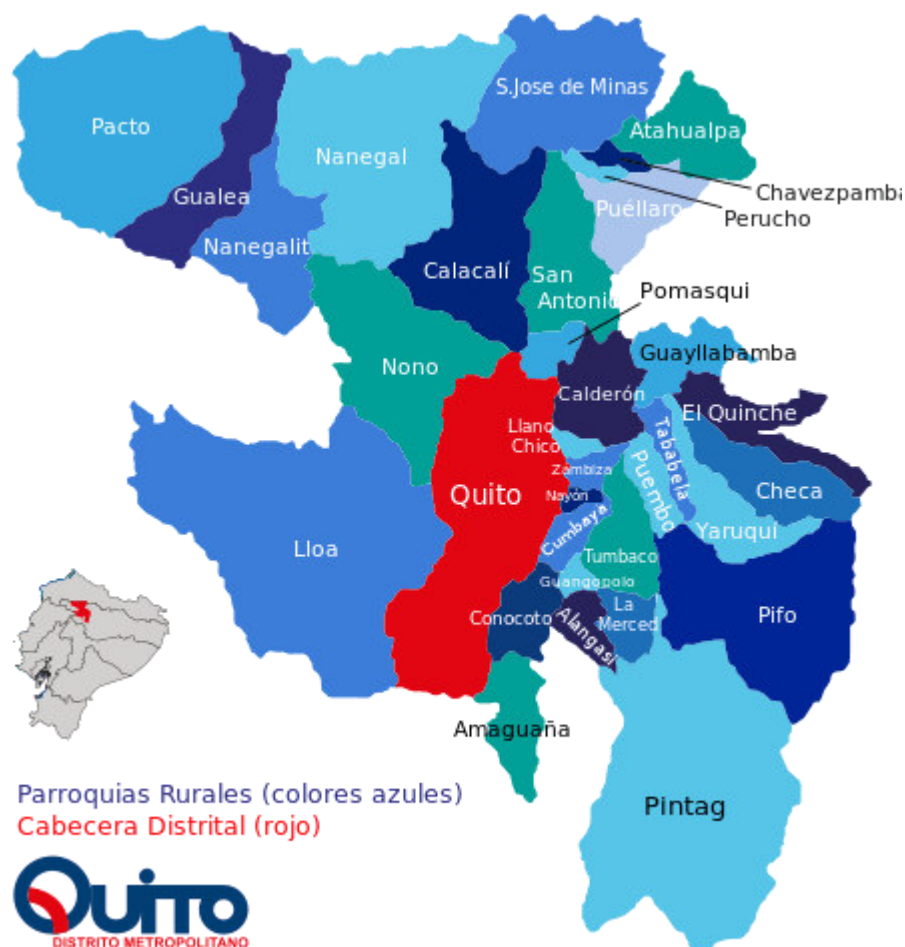 S.Jose de Minas
Pacto
Atahualpa
Nanegal
Gualea
Chavezpamba
Puéllaro
Perucho
Nanegalit
Calacalí
San
Antonio
Pomasqui
Nono
Guayllabamba
Calderón
El Quinche
Llano
Chico
Tababela
Puembo
Zambiza
Quito
Nayón
Checa
Cumbaya
Yaruqui
Lloa
Tumbaco
Guangopolo
La
Merced
Conocoto
Alangasi
Pifo
Amaguaña
Pintag
Parroquias Rurales (colores azules)
Cabecera Distrital (rojo)
QUITO
DISTRITO METROPOLITANO